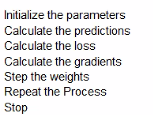 Initialize the parameters
Calculate the predictions
Calculate the loss
Calculate the gradients
Step the weights
Repeat the Process
Stop